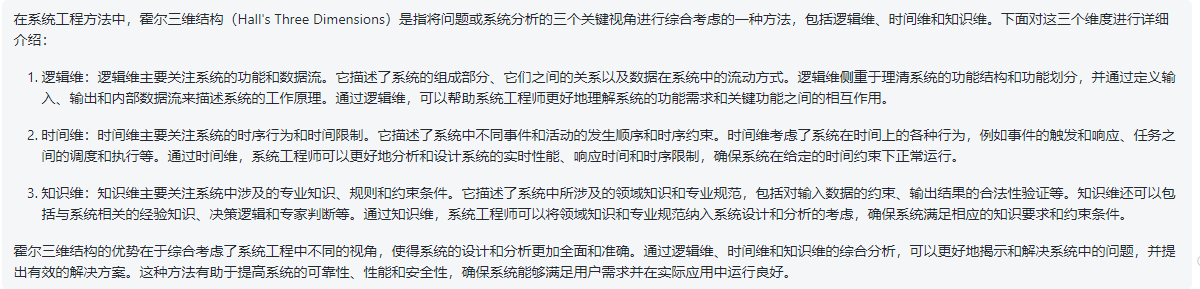 在系统工程方法中，霍尔三维结构（Hall's Three Dimensions）是指将问题或系统分析的三个关键视角进行综合考虑的一种方法，包括逻辑维、时间维和知识维。下面对这三个维度进行详细
介绍：
1. 逻辑维：逻辑维主要关注系统的功能和数据流。它描述了系统的组成部分、它们之间的关系以及数据在系统中的流动方式。逻辑维侧重于理清系统的功能结构和功能划分，并通过定义输
入、输出和内部数据流来描述系统的工作原理。通过逻辑维，可以帮助系统工程师更好地理解系统的功能需求和关键功能之间的相互作用。
2. 时间维：时间维主要关注系统的时序行为和时间限制。它描述了系统中不同事件和活动的发生顺序和时序约束。时间维考虑了系统在时间上的各种行为，例如事件的触发和响应、任务之
间的调度和执行等。通过时间维，系统工程师可以更好地分析和设计系统的实时性能、响应时间和时序限制，确保系统在给定的时间约束下正常运行。
3. 知识维：知识维主要关注系统中涉及的专业知识、规则和约束条件。它描述了系统中所涉及的领域知识和专业规范，包括对输入数据的约束、输出结果的合法性验证等。知识维还可以包
括与系统相关的经验知识、决策逻辑和专家判断等。通过知识维，系统工程师可以将领域知识和专业规范纳入系统设计和分析的考虑，确保系统满足相应的知识要求和约束条件。
霍尔三维结构的优势在于综合考虑了系统工程中不同的视角，使得系统的设计和分析更加全面和准确。通过逻辑维、时间维和知识维的综合分析，可以更好地揭示和解决系统中的问题，并提
出有效的解决方案。这种方法有助于提高系统的可靠性、性能和安全性，确保系统能够满足用户需求并在实际应用中运行良好。